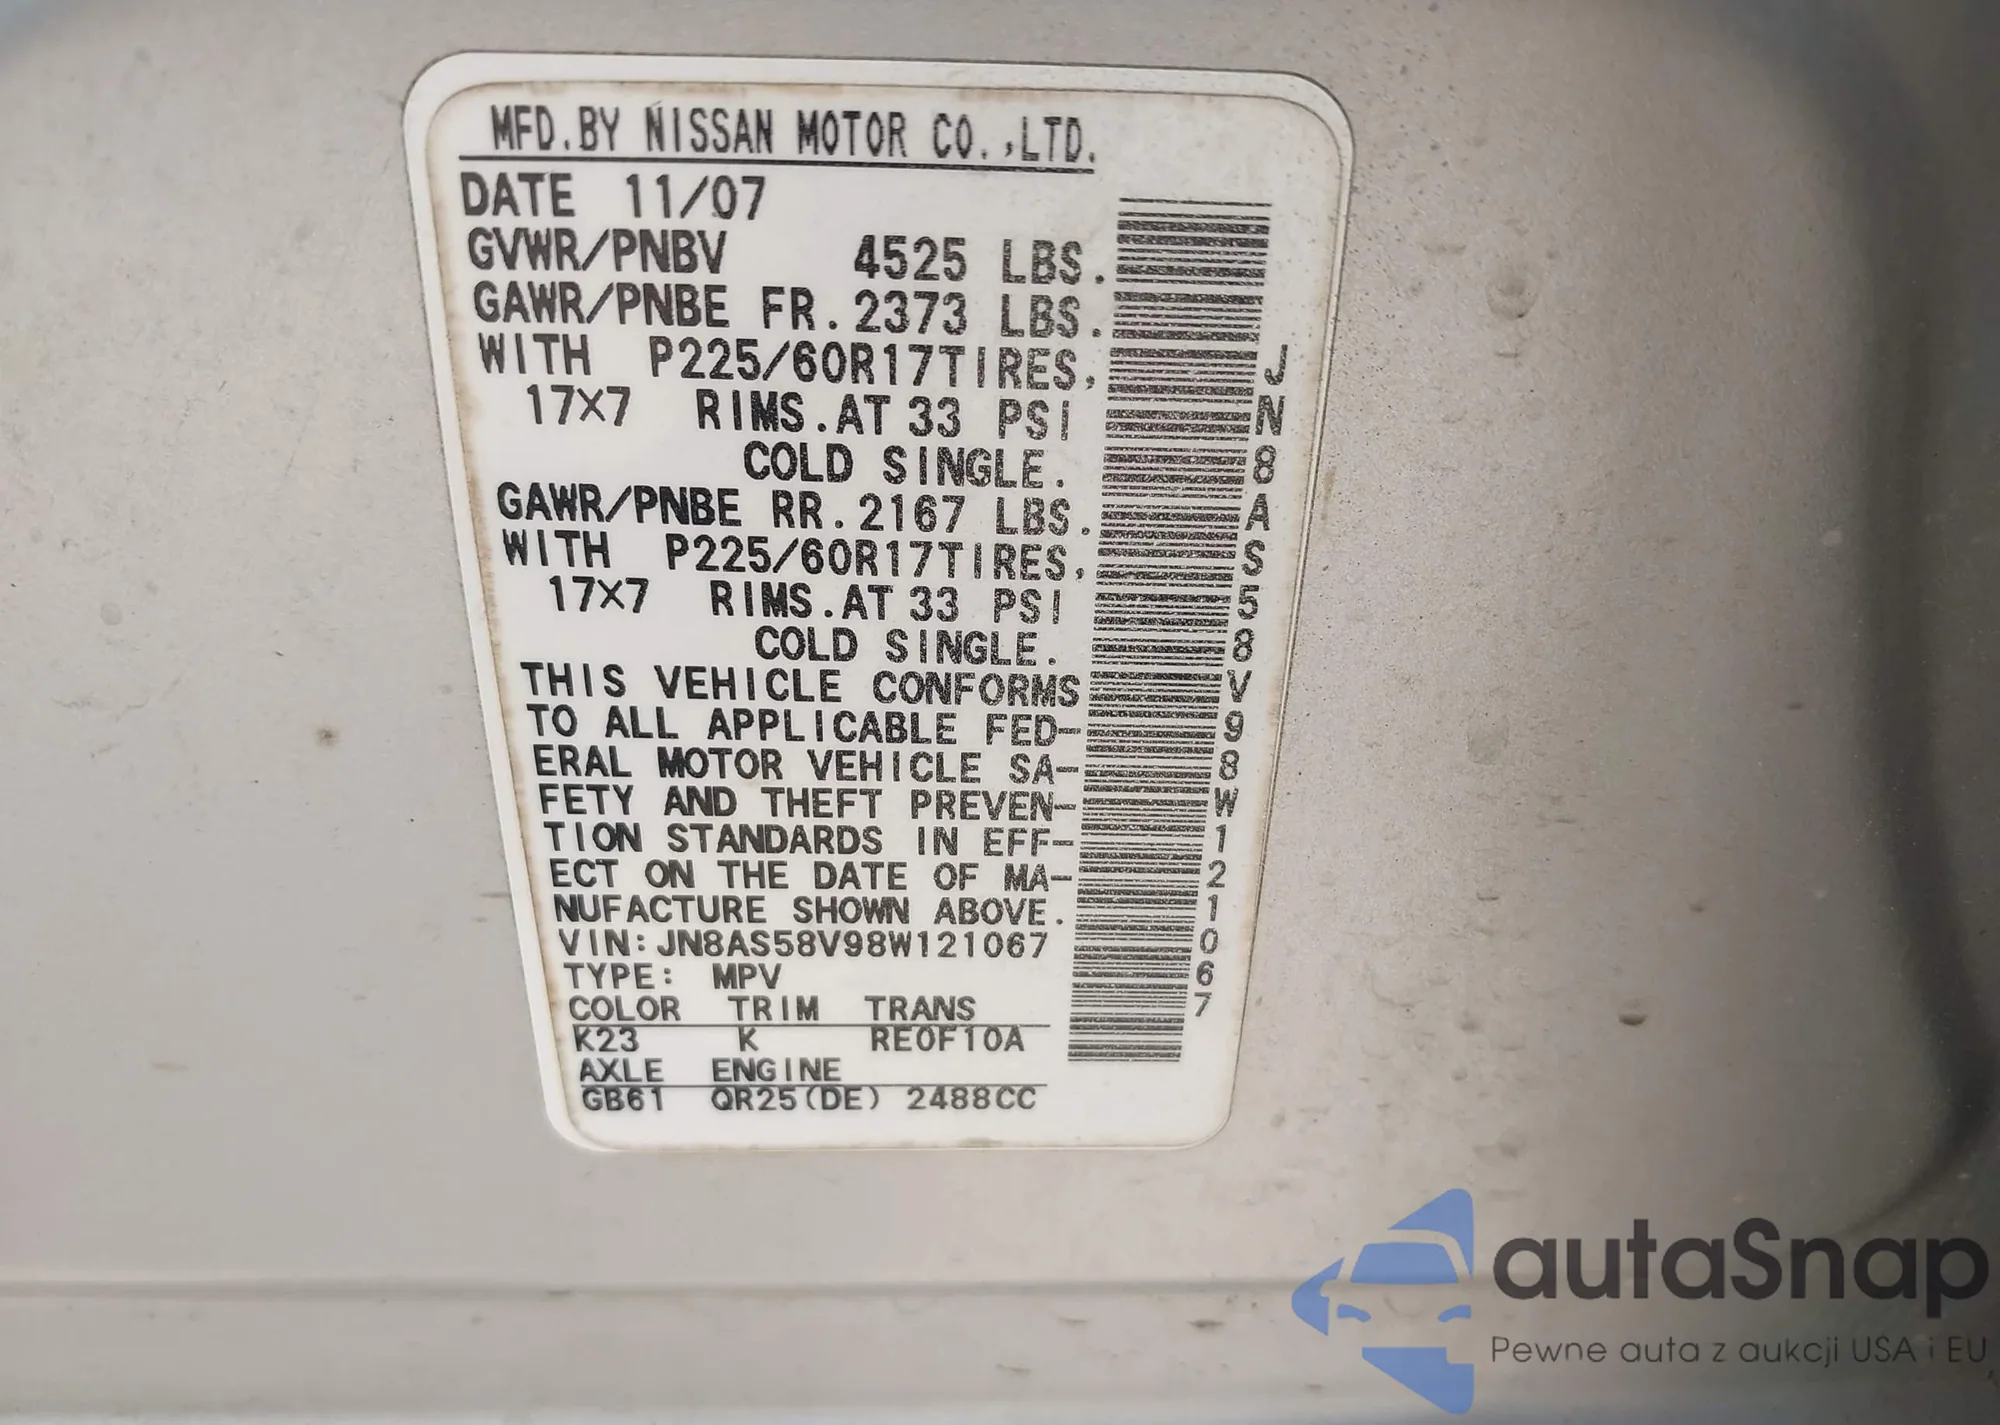 MFD.BY NISSAN MOTOR CO.,LTD.
DATE 11/07
GVWR/PNBV 4525 LBS.
GAWR/PNBE FR.2373 LBS.
WITH P225/60R17TIRES,
17X7 RIMS.AT 33 PSI
COLD SINGLE.
GAWR/PNBE RR.2167 LBS.
WITH P225/60R17TIRES,
17X7 RIMS.AT 33 PSI
COLD SINGLE.
THIS VEHICLE CONFORMS
TO ALL APPLICABLE FED-
ERAL MOTOR VEHICLE SA-
FETY AND THEFT PREVEN-
TION STANDARDS IN EFF-
ECT ON THE DATE OF MA-
NUFACTURE SHOWN ABOVE.
VIN:JN8AS58V98W121067
TYPE: MPV
COLOR TRIM TRANS
K23 K RE0F10A
AXLE ENGINE
GB61 QR25(DE) 2488CC
JN8AS58V98W121067
autaSnap
Pewne auta z aukcji USA i EU